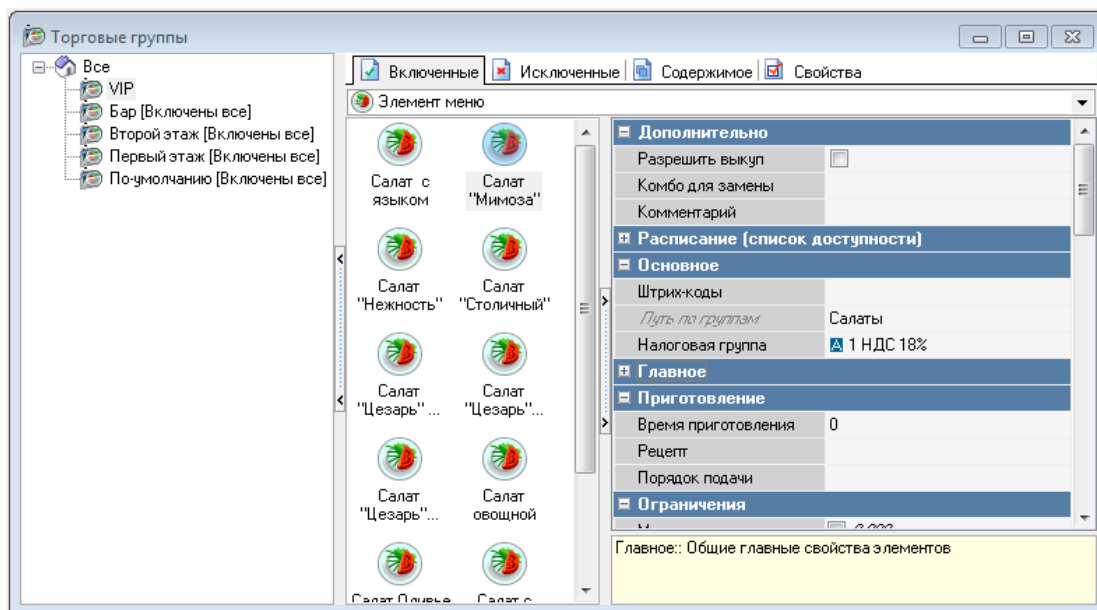 Торговые группы
Все
VIP
Бар [Включены все]
Второй этаж [Включены все]
Первый этаж [Включены все]
По-умолчанию [Включены все]
Включенные Исключенные Содержимое Свойства
Элемент меню
Салат с
языком
Салат
"Мимоза"
Салат
"Нежность"
Салат
"Столичный"
Салат
"Цезарь" ...
Салат
"Цезарь"...
Салат
"Цезарь"...
Салат
овощной
Салат Оливье
Салат с
Дополнительно
Разрешить выкуп
Комбо для замены
Комментарий
Расписание (список доступности)
Основное
Штрих-коды
Путь по группам Салаты
Налоговая группа А 1 НДС 18%
Главное
Приготовление
Время приготовления 0
Рецепт
Порядок подачи
Ограничения
Главное:: Общие главные свойства элементов